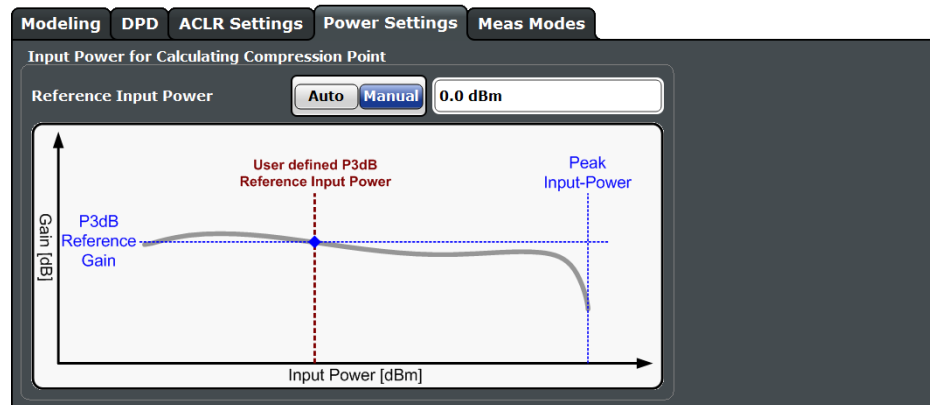 Modeling DPD ACLR Settings Power Settings Meas Modes
Input Power for Calculating Compression Point
Reference Input Power Auto Manual 0.0 dBm
User defined P3dB
Reference Input Power
Peak
Input-Power
Gain [dB]
P3dB
Reference
Gain
Input Power [dBm]